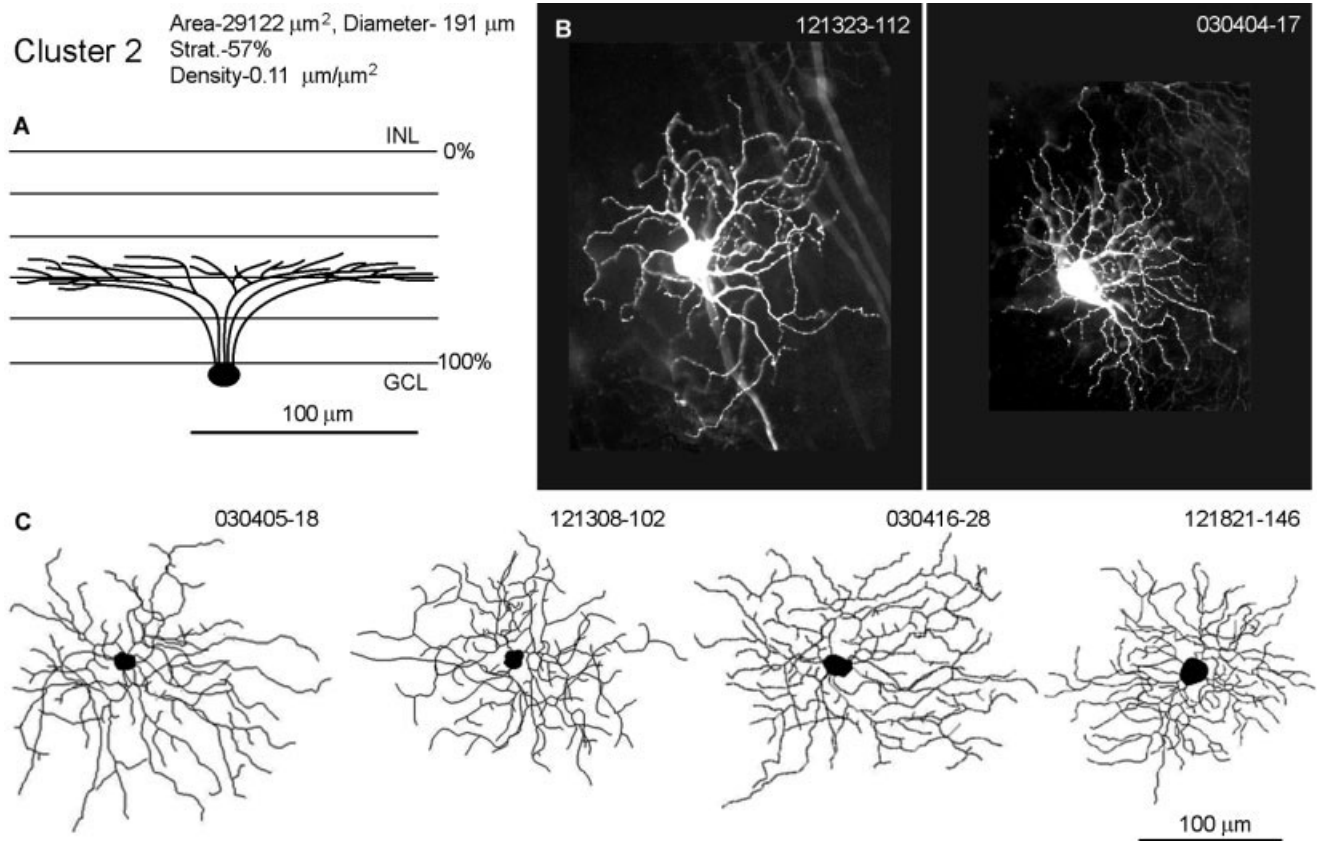 Cluster 2
Area-29122 μm², Diameter- 191 μm
Strat.-57%
Density-0.11 μm/μm²
A
INL
0%
100%
GCL
100 μm
B
121323-112
030404-17
C
030405-18
121308-102
030416-28
121821-146
100 μm